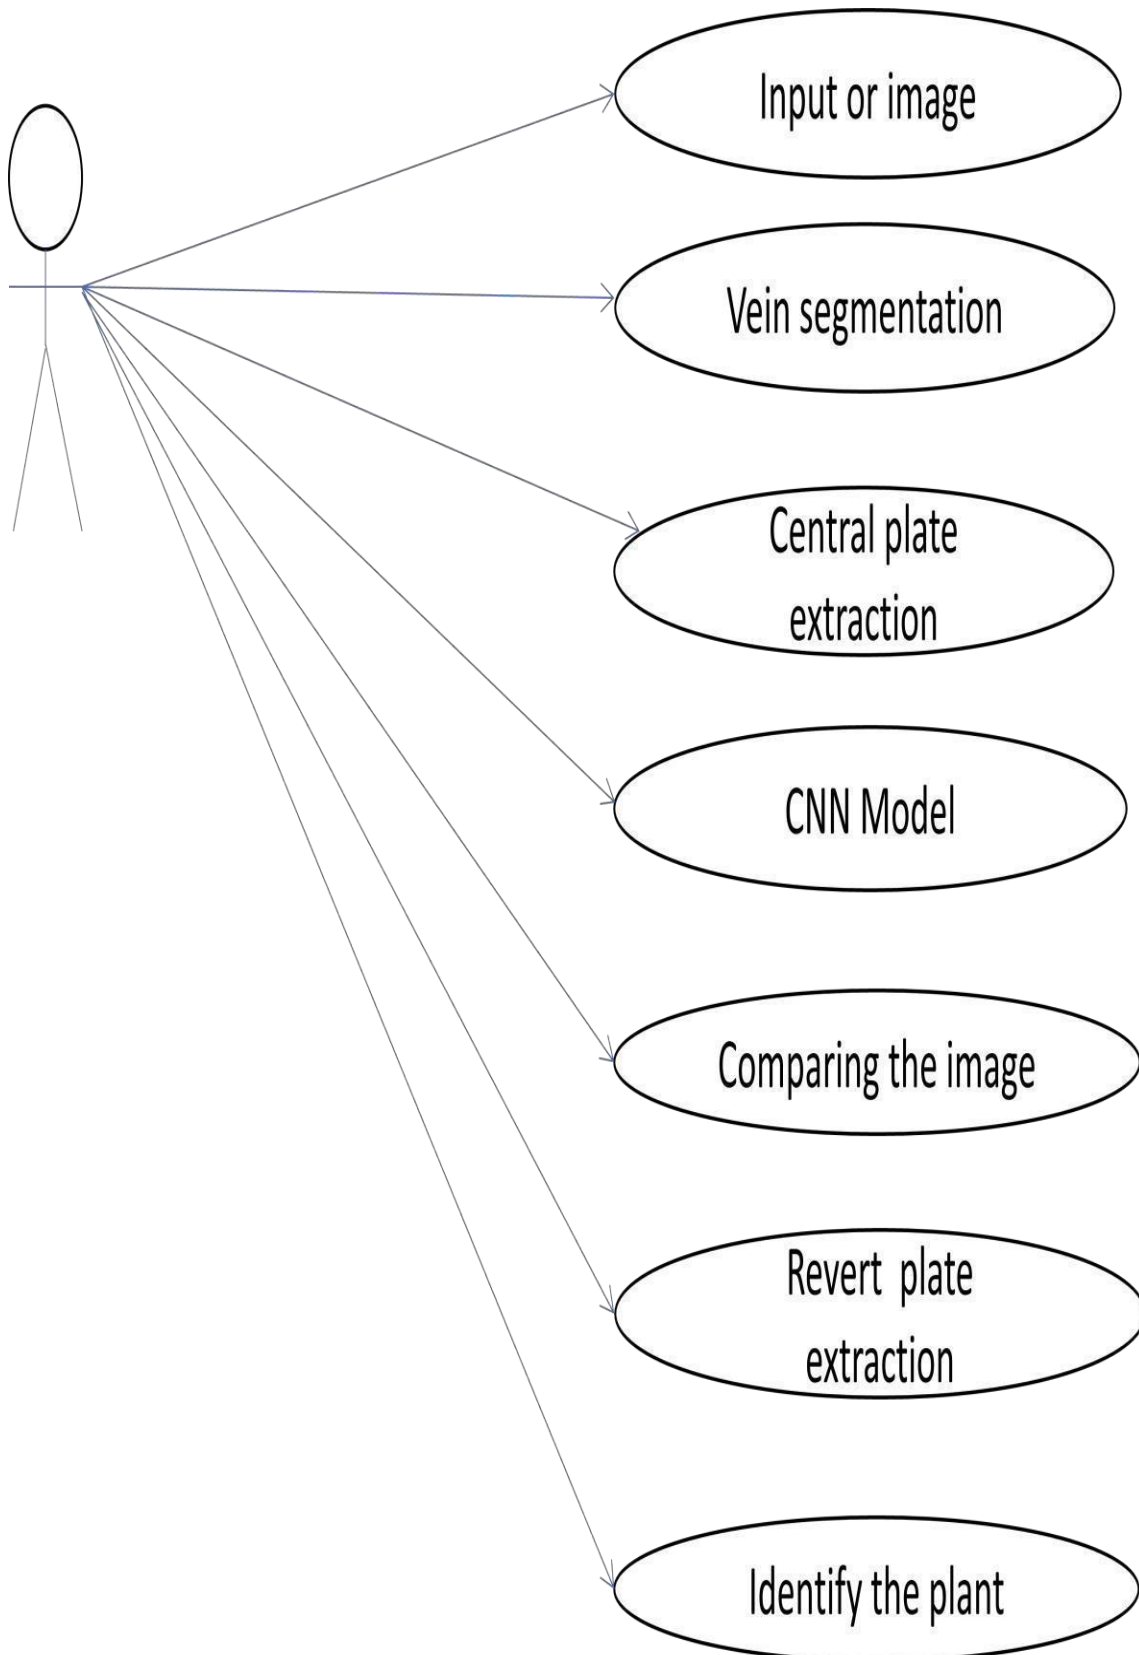 Input or image
Vein segmentation
Central plate
extraction
CNN Model
Comparing the image
Revert plate
extraction
Identify the plant